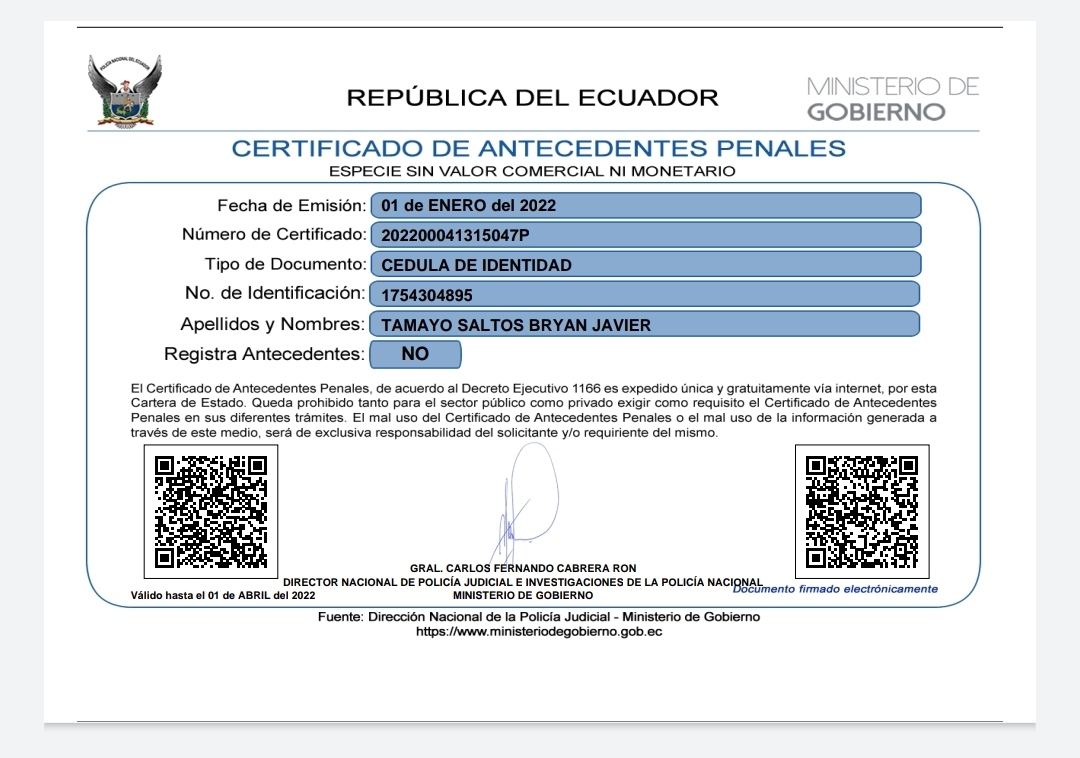 POLICÍA NACIONAL DEL ECUADOR
REPÚBLICA DEL ECUADOR
MINISTERIO DE
GOBIERNO
CERTIFICADO DE ANTECEDENTES PENALES
ESPECIE SIN VALOR COMERCIAL NI MONETARIO
Fecha de Emisión: 01 de ENERO del 2022
Número de Certificado: 202200041315047P
Tipo de Documento: CEDULA DE IDENTIDAD
No. de Identificación: 1754304895
Apellidos y Nombres: TAMAYO SALTOS BRYAN JAVIER
Registra Antecedentes: NO
El Certificado de Antecedentes Penales, de acuerdo al Decreto Ejecutivo 1166 es expedido única y gratuitamente vía internet, por esta
Cartera de Estado. Queda prohibido tanto para el sector público como privado exigir como requisito el Certificado de Antecedentes
Penales en sus diferentes trámites. El mal uso del Certificado de Antecedentes Penales o el mal uso de la información generada a
través de este medio, será de exclusiva responsabilidad del solicitante y/o requiriente del mismo.
GRAL. CARLOS FERNANDO CABRERA RON
DIRECTOR NACIONAL DE POLICÍA JUDICIAL E INVESTIGACIONES DE LA POLICÍA NACIONAL
MINISTERIO DE GOBIERNO
Válido hasta el 01 de ABRIL del 2022
Documento firmado electrónicamente
Fuente: Dirección Nacional de la Policía Judicial - Ministerio de Gobierno
https://www.ministeriodegobierno.gob.ec